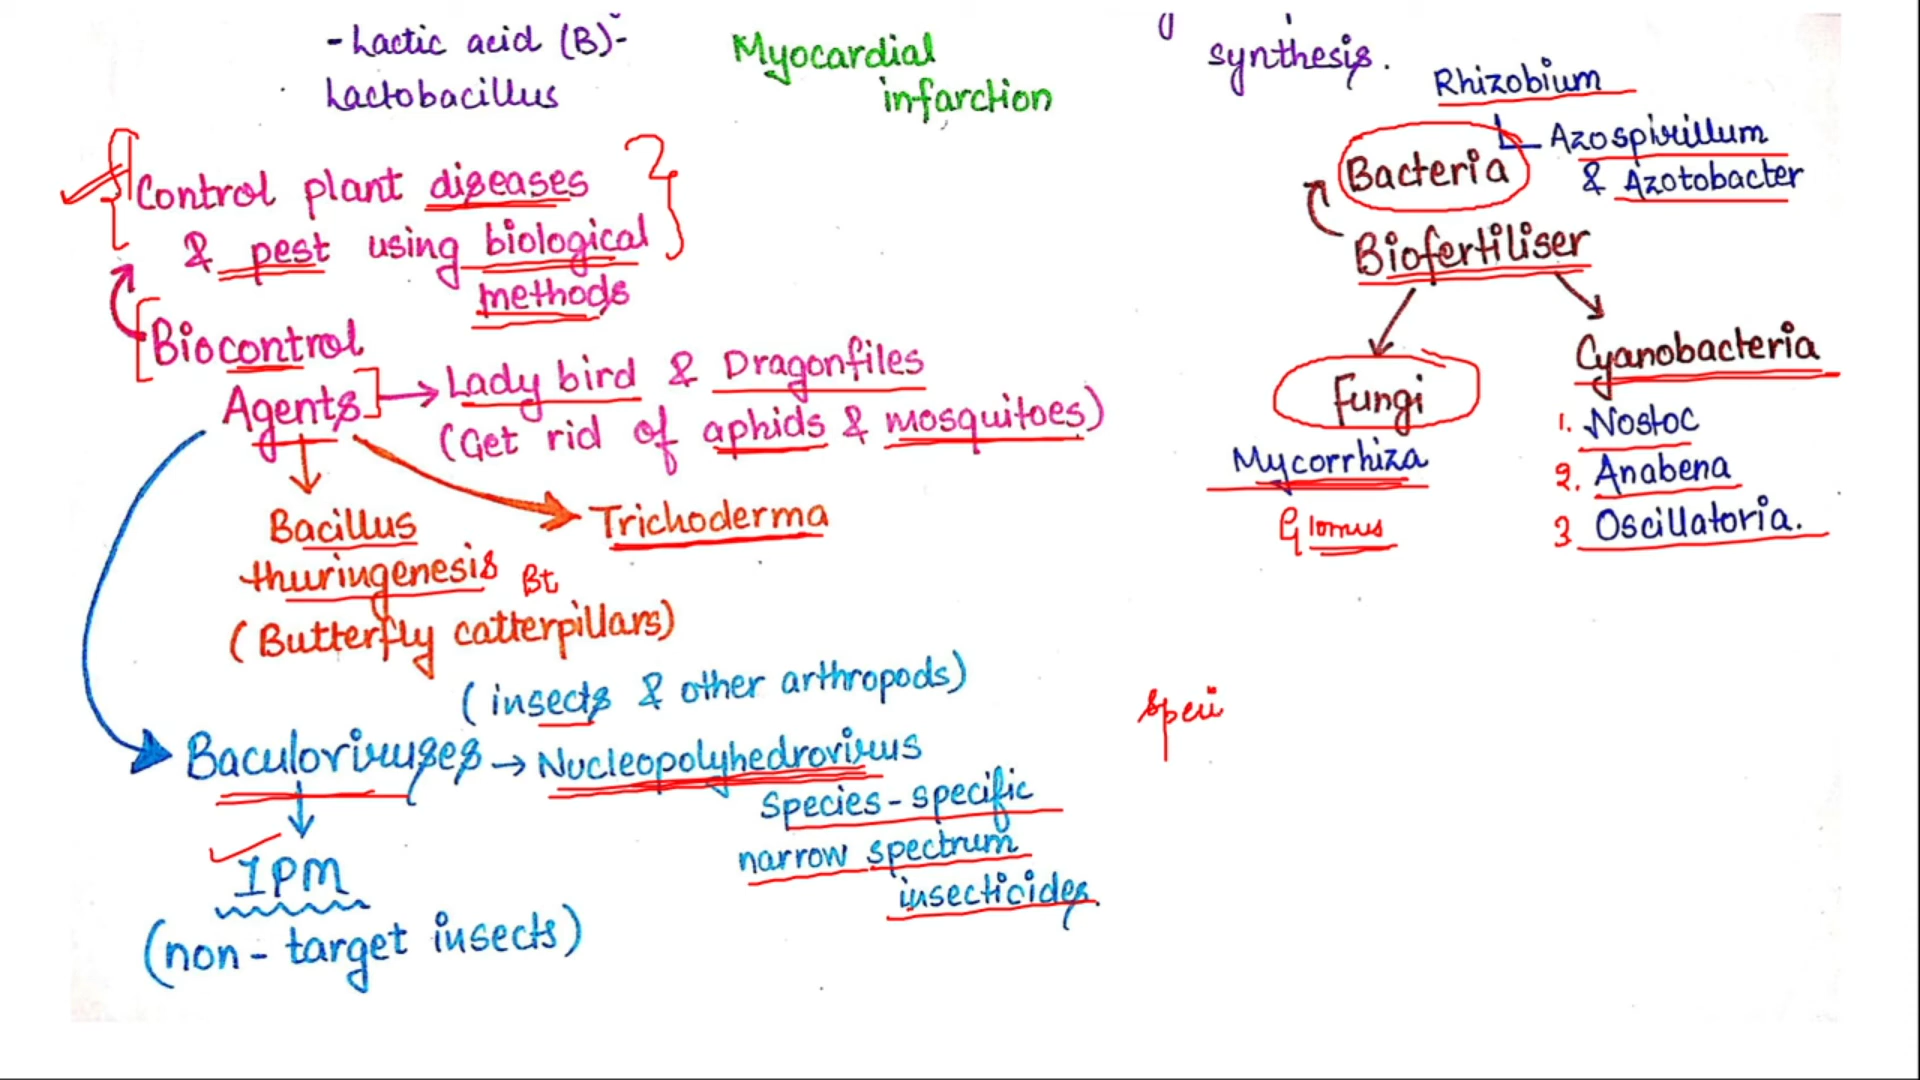 - Lactic acid (B)-
Lactobacillus
Myocardial
infarction
synthesis.
Control plant diseases
& pest using biological
methods
Biocontrol
Agents → Lady bird & Dragonfiles
(Get rid of aphids & mosquitoes)
Bacillus
thuringenesis Bt
(Butterfly catterpillars)
Trichoderma
(insects & other arthropods)
Baculoviruses → Nucleopolyhedrovirus
Species-specific
narrow spectrum
insecticides.
IPM
(non-target insects)
Rhizobium
Azospirillum
& Azotobacter
Bacteria
Biofertiliser
Fungi
Mycorrhiza
Glomus
Cyanobacteria
1. Nostoc
2. Anabena
3 Oscillatoria.